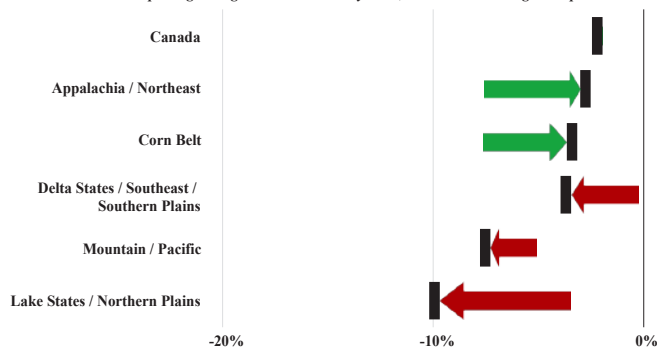 Canada
Appalachia / Northeast
Corn Belt
Delta States / Southeast /
Southern Plains
Mountain / Pacific
Lake States / Northern Plains
-20%
-10%
0%